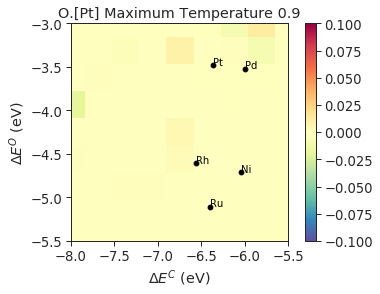 O.[Pt] Maximum Temperature 0.9
−3.0
−3.5
−4.0
−4.5
−5.0
−5.5
ΔE^O (eV)
Pt
Pd
Rh
Ni
Ru
−8.0 −7.5 −7.0 −6.5 −6.0 −5.5
ΔE^C (eV)
0.100
0.075
0.050
0.025
0.000
−0.025
−0.050
−0.075
−0.100